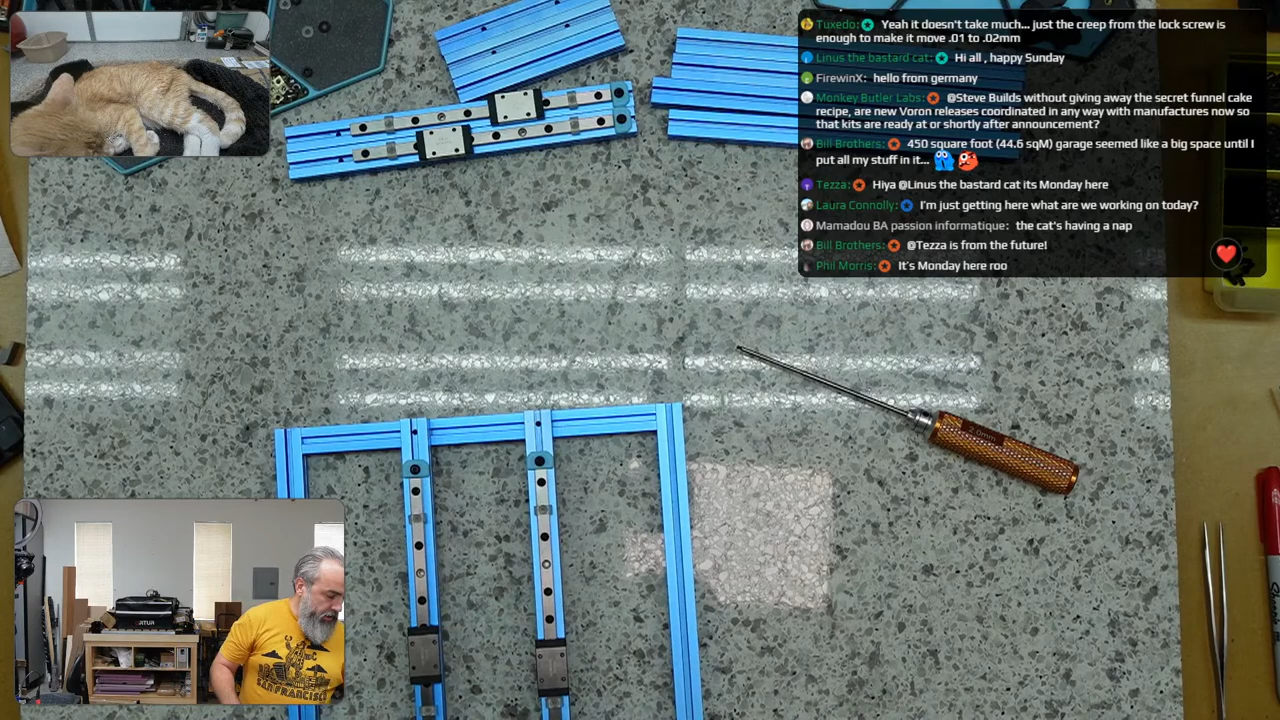 Tuxedo: Yeah it doesn't take much... just the creep from the lock screw is
enough to make it move .01 to .02mm
Linus the bastard cat: Hi all , happy Sunday
FirewinX: hello from germany
Monkey Butler Labs: @Steve Builds without giving away the secret funnel cake
recipe, are new Voron releases coordinated in any way with manufactures now so
that kits are ready at or shortly after announcement?
Bill Brothers: 450 square foot (44.6 sqM) garage seemed like a big space until I
put all my stuff in it...
Tezza: Hiya @Linus the bastard cat its Monday here
Laura Connolly: I'm just getting here what are we working on today?
Mamadou BA passion informatique: the cat's having a nap
Bill Brothers: @Tezza is from the future!
Phil Morris: It's Monday here roo
2.0mm
SAN FRANCISCO